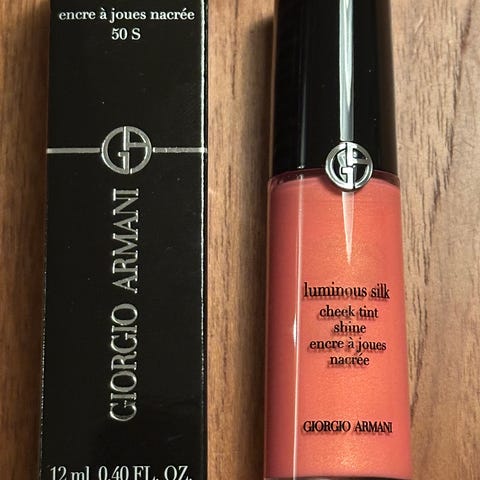 encre à joues nacrée
50 S
GIORGIO ARMANI
12 ml 0.40 FL. OZ.
luminous silk
cheek tint
shine
encre à joues
nacrée
GIORGIO ARMANI